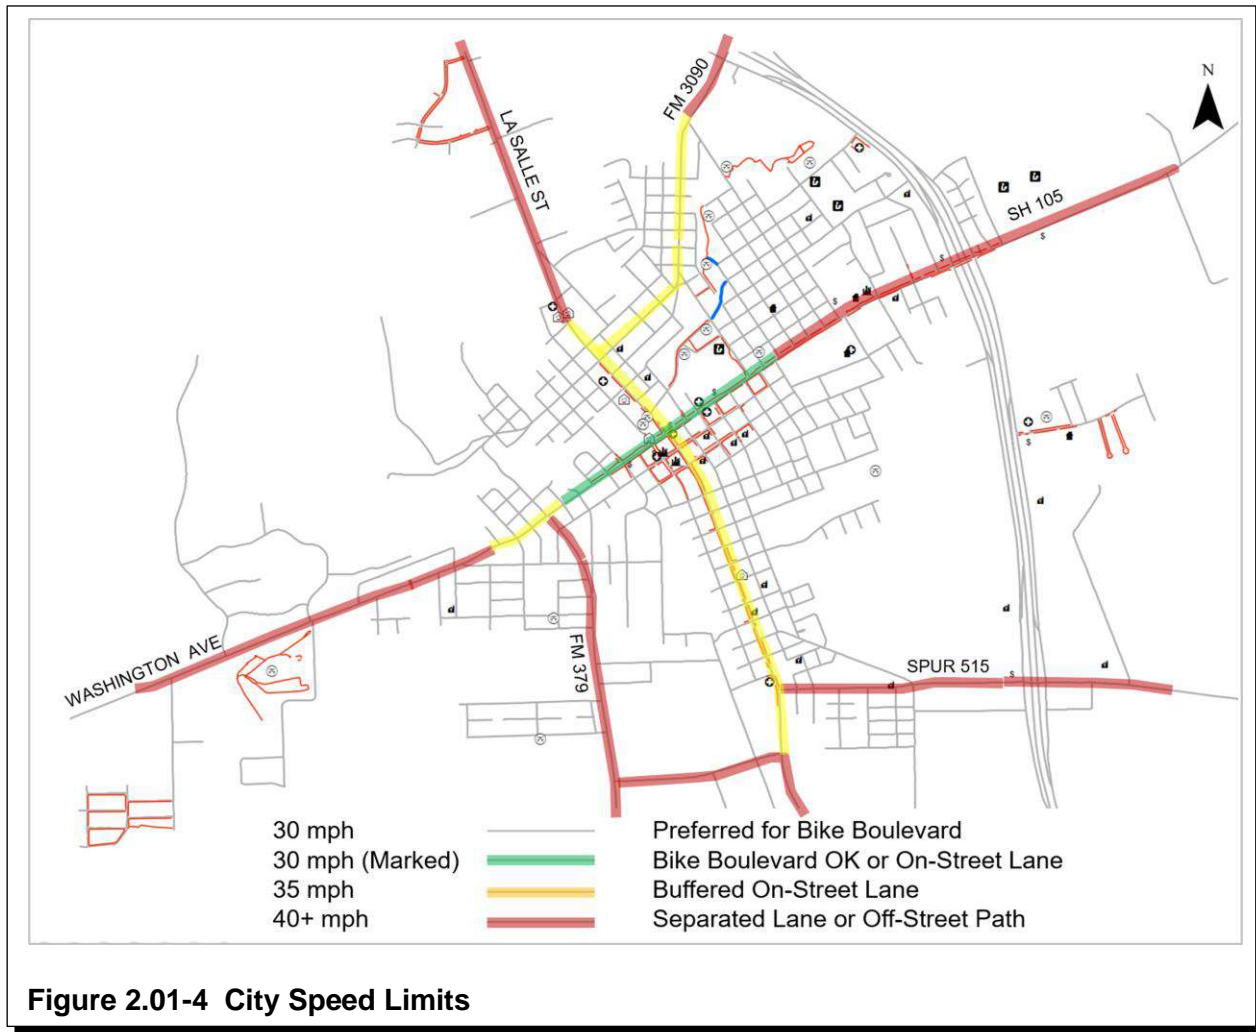 N
FM 3090
LA SALLE ST
SH 105
WASHINGTON AVE
FM 379
SPUR 515
30 mph Preferred for Bike Boulevard
30 mph (Marked) Bike Boulevard OK or On-Street Lane
35 mph Buffered On-Street Lane
40+ mph Separated Lane or Off-Street Path
Figure 2.01-4 City Speed Limits